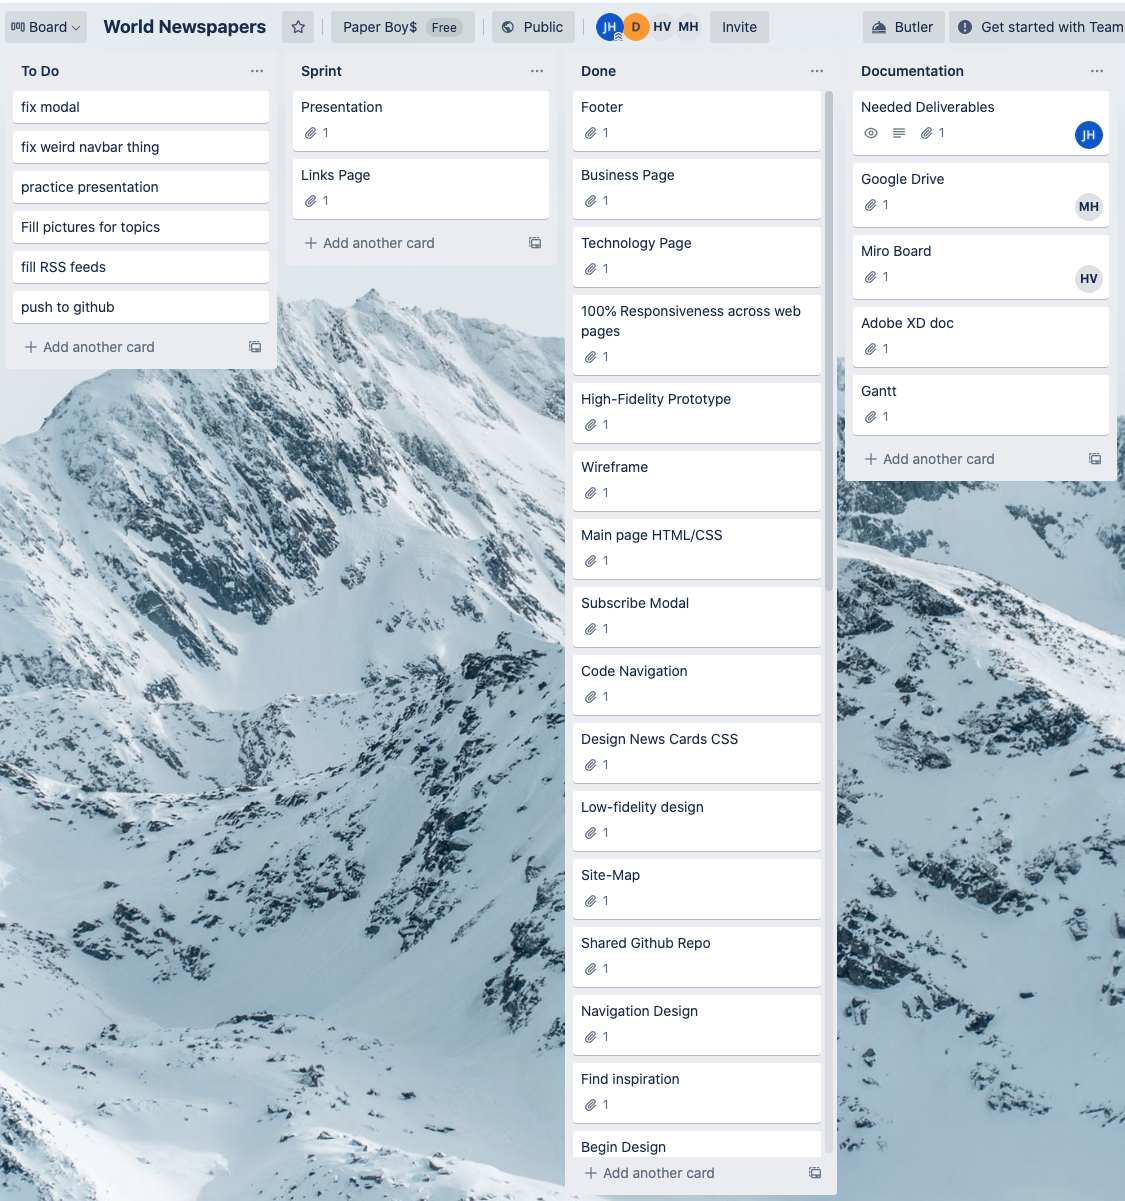 Board
World Newspapers
Paper Boy$ Free
Public
JH D HV MH
Invite
Butler
Get started with Team
To Do
fix modal
fix weird navbar thing
practice presentation
Fill pictures for topics
fill RSS feeds
push to github
+ Add another card
Sprint
Presentation
1
Links Page
1
+ Add another card
Done
Footer
1
Business Page
1
Technology Page
1
100% Responsiveness across web
pages
1
High-Fidelity Prototype
1
Wireframe
1
Main page HTML/CSS
1
Subscribe Modal
1
Code Navigation
1
Design News Cards CSS
1
Low-fidelity design
1
Site-Map
1
Shared Github Repo
1
Navigation Design
1
Find inspiration
1
Begin Design
+ Add another card
Documentation
Needed Deliverables
1
JH
Google Drive
1
MH
Miro Board
1
HV
Adobe XD doc
1
Gantt
1
+ Add another card